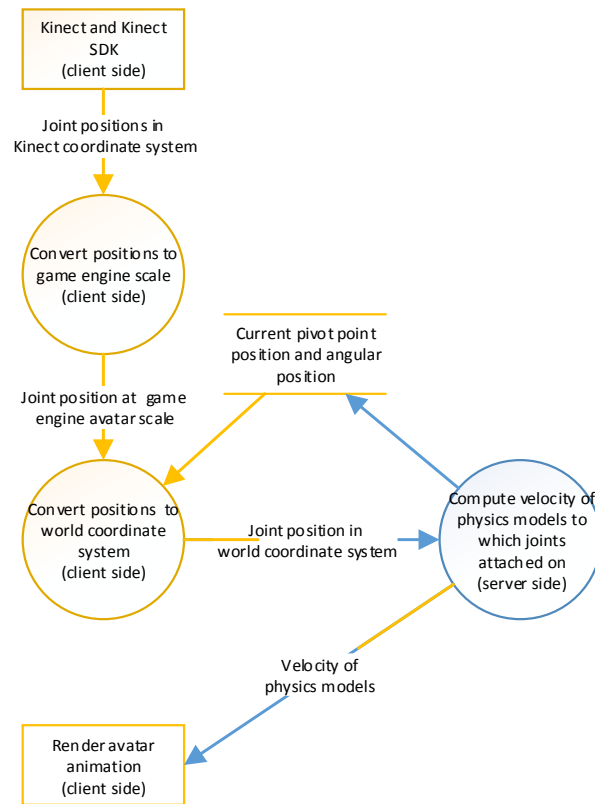 Kinect and Kinect
SDK
(client side)
Joint positions in
Kinect coordinate system
Convert positions to
game engine scale
(client side)
Current pivot point
position and angular
position
Joint position at game
engine avatar scale
Convert positions to
world coordinate
system
(client side)
Joint position in
world coordinate system
Compute velocity of
physics models to
which joints
attached on
(server side)
Velocity of
physics models
Render avatar
animation
(client side)